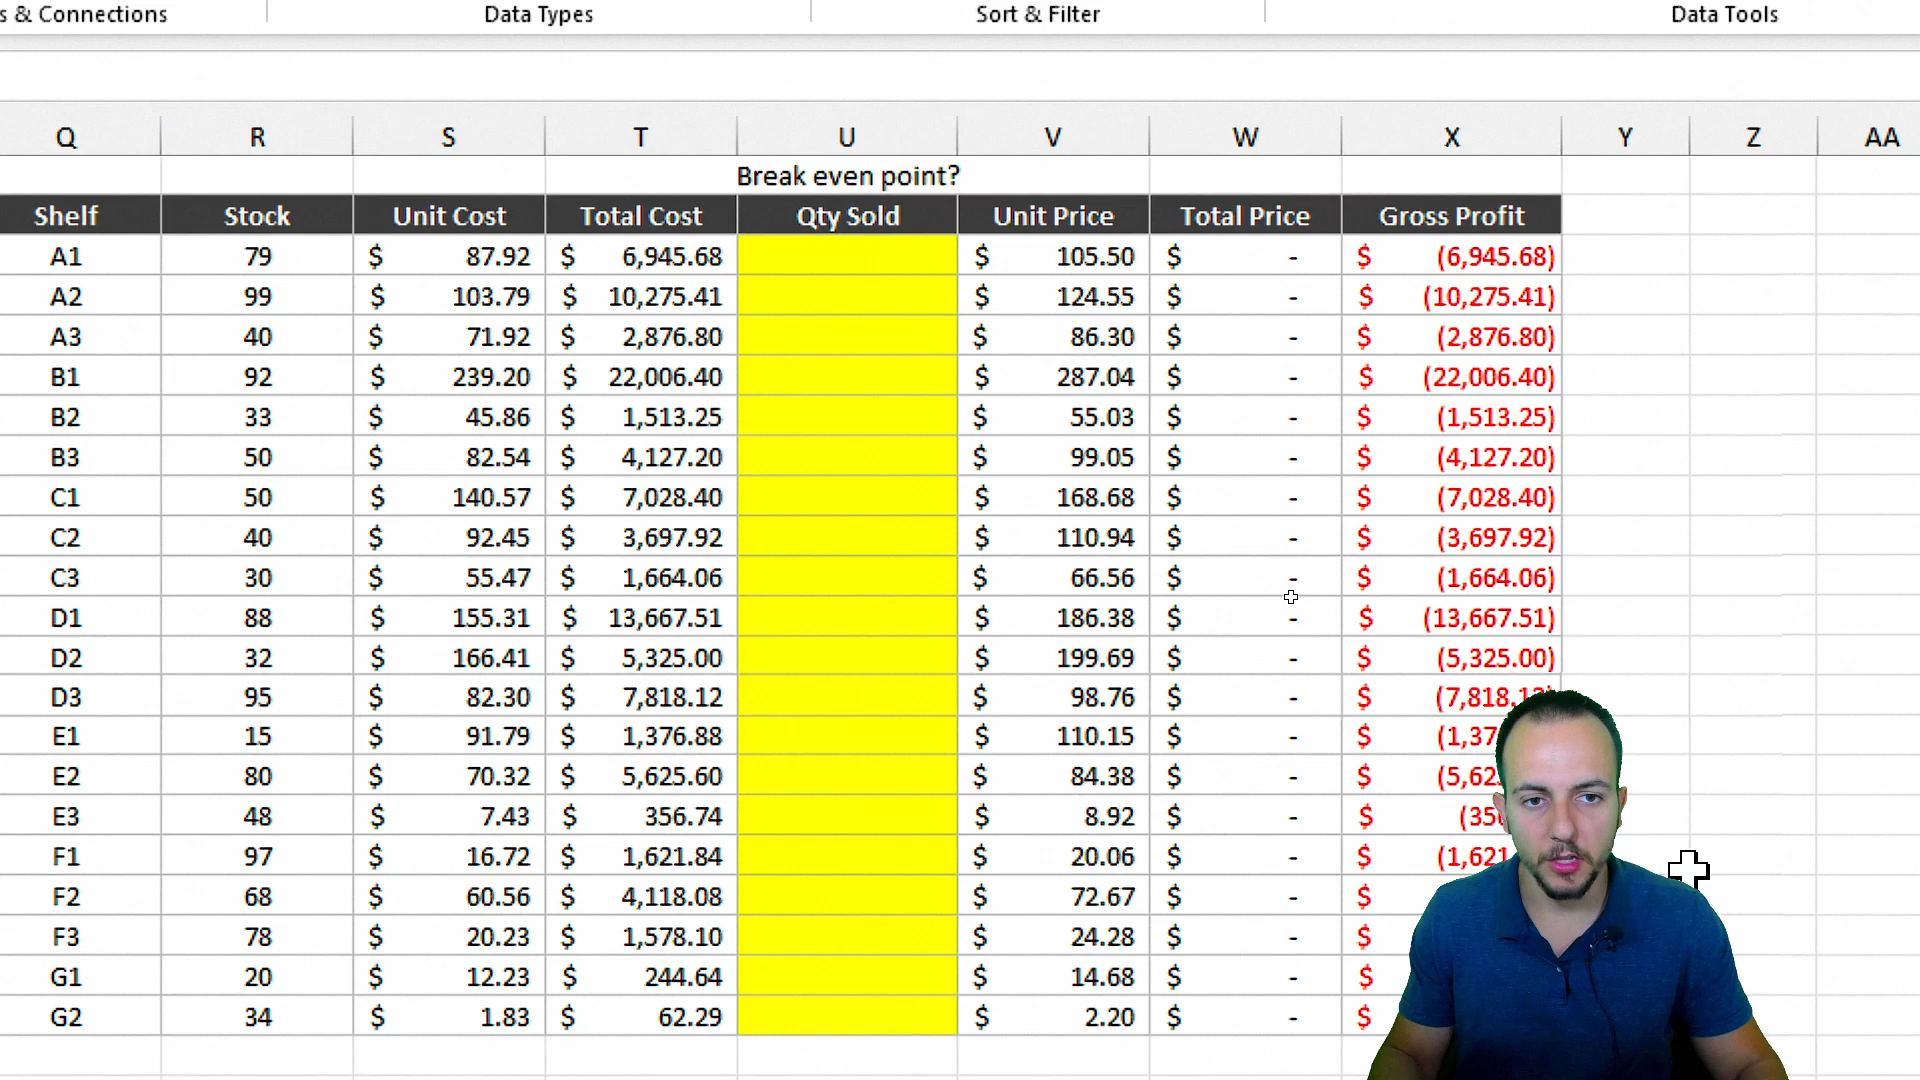 s & Connections Data Types Sort & Filter Data Tools
Q R S T U V W X Y Z AA
Break even point?
Shelf Stock Unit Cost Total Cost Qty Sold Unit Price Total Price Gross Profit
A1 79 $ 87.92 $ 6,945.68 $ 105.50 $ - $ (6,945.68)
A2 99 $ 103.79 $ 10,275.41 $ 124.55 $ - $ (10,275.41)
A3 40 $ 71.92 $ 2,876.80 $ 86.30 $ - $ (2,876.80)
B1 92 $ 239.20 $ 22,006.40 $ 287.04 $ - $ (22,006.40)
B2 33 $ 45.86 $ 1,513.25 $ 55.03 $ - $ (1,513.25)
B3 50 $ 82.54 $ 4,127.20 $ 99.05 $ - $ (4,127.20)
C1 50 $ 140.57 $ 7,028.40 $ 168.68 $ - $ (7,028.40)
C2 40 $ 92.45 $ 3,697.92 $ 110.94 $ - $ (3,697.92)
C3 30 $ 55.47 $ 1,664.06 $ 66.56 $ - $ (1,664.06)
D1 88 $ 155.31 $ 13,667.51 $ 186.38 $ - $ (13,667.51)
D2 32 $ 166.41 $ 5,325.00 $ 199.69 $ - $ (5,325.00)
D3 95 $ 82.30 $ 7,818.12 $ 98.76 $ - $ (7,818.12)
E1 15 $ 91.79 $ 1,376.88 $ 110.15 $ - $ (1,37
E2 80 $ 70.32 $ 5,625.60 $ 84.38 $ - $ (5,62
E3 48 $ 7.43 $ 356.74 $ 8.92 $ - $ (35
F1 97 $ 16.72 $ 1,621.84 $ 20.06 $ - $ (1,621
F2 68 $ 60.56 $ 4,118.08 $ 72.67 $ - $
F3 78 $ 20.23 $ 1,578.10 $ 24.28 $ - $
G1 20 $ 12.23 $ 244.64 $ 14.68 $ - $
G2 34 $ 1.83 $ 62.29 $ 2.20 $ - $